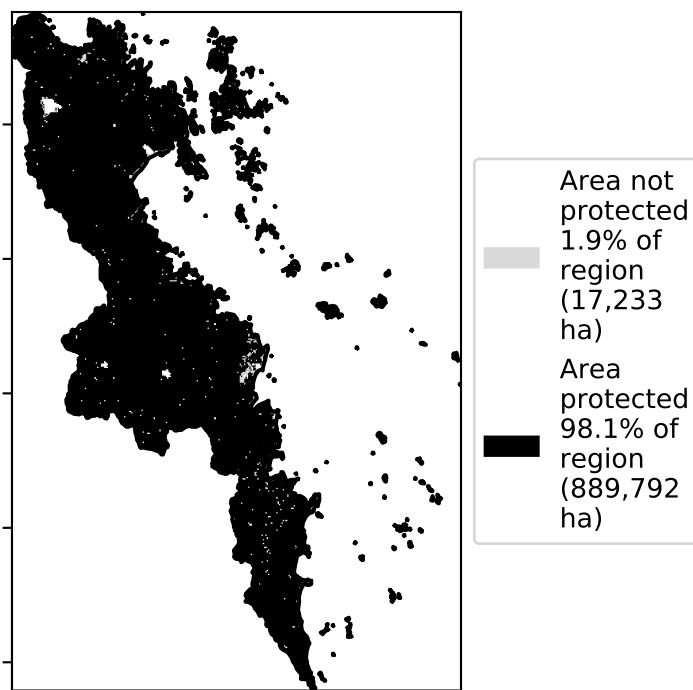 Area not
protected
1.9% of
region
(17,233
ha)
Area
protected
98.1% of
region
(889,792
ha)